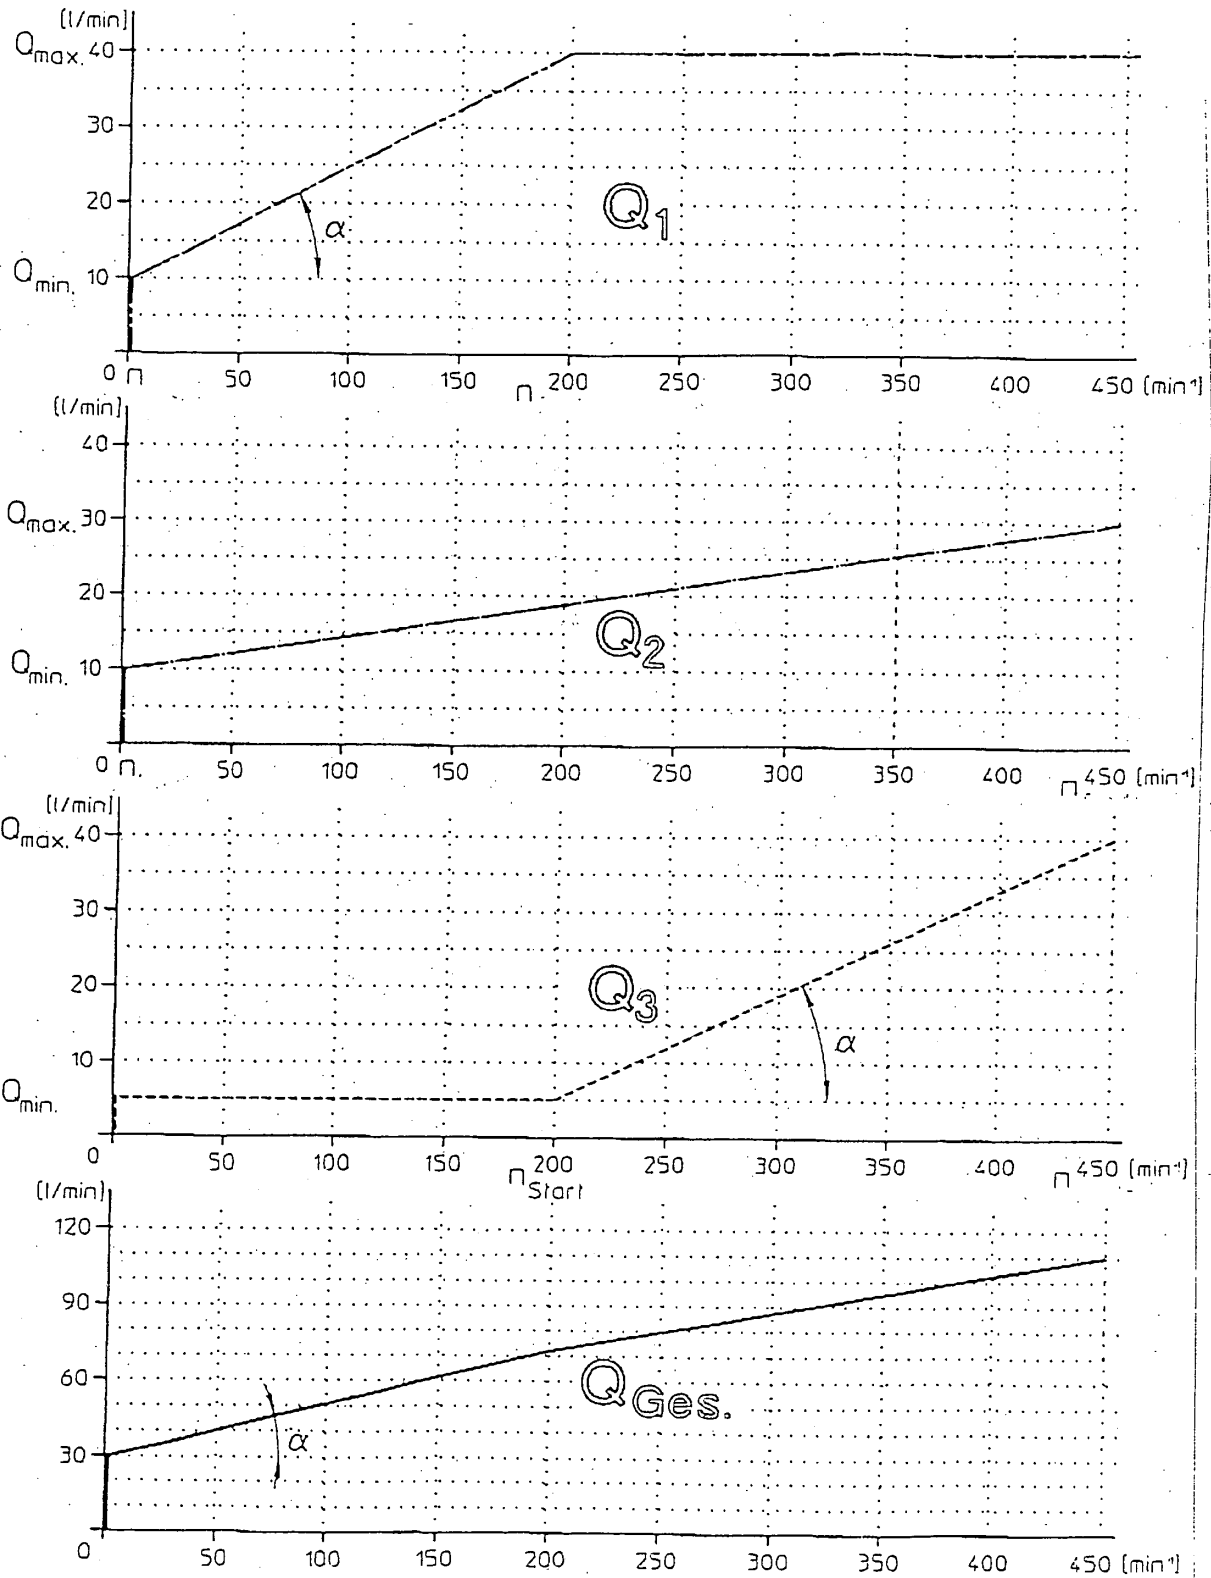 [l/min]
Qmax. 40
30
20
Qmin. 10
α
Q1
0 n 50 100 150 n 200 250 300 350 400 450 [min⁻¹]
[l/min]
40
Qmax. 30
20
Qmin. 10
Q2
0 n. 50 100 150 200 250 300 350 400 n 450 [min⁻¹]
[l/min]
Qmax. 40
30
20
10
Qmin.
Q3
α
0 50 100 150 nStart 200 250 300 350 400 n 450 [min⁻¹]
[l/min]
120
90
60
30
α
QGes.
0 50 100 150 200 250 300 350 400 450 [min⁻¹]